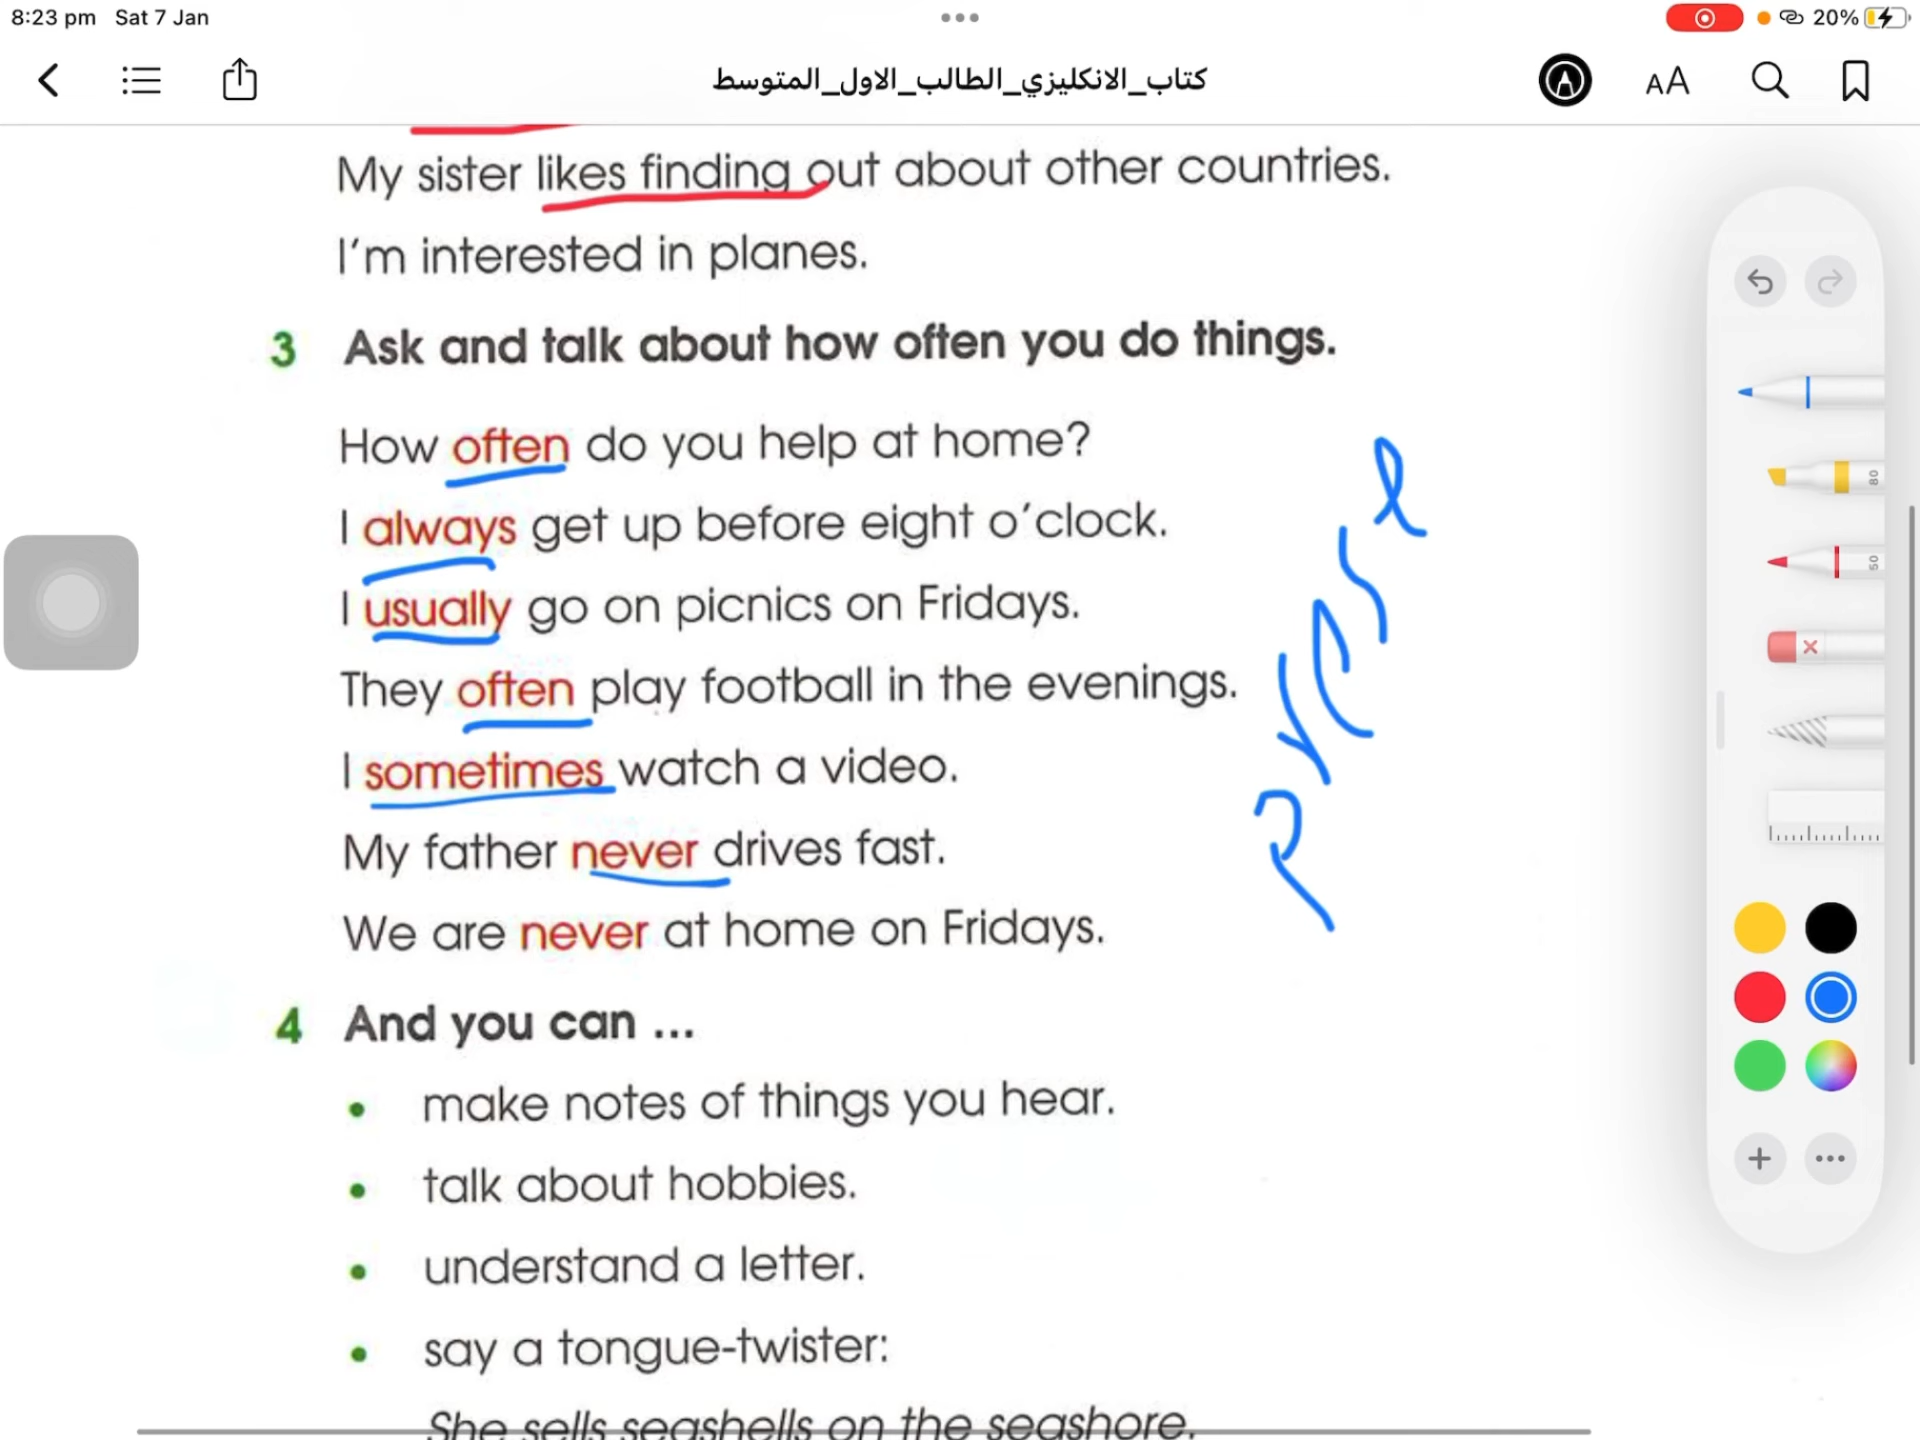 8:23 pm Sat 7 Jan
20%
كتاب_الانكليزي_الطالب_الاول_المتوسط
AA
My sister likes finding out about other countries.
I'm interested in planes.
3 Ask and talk about how often you do things.
How often do you help at home?
I always get up before eight o'clock.
I usually go on picnics on Fridays.
They often play football in the evenings.
I sometimes watch a video.
My father never drives fast.
We are never at home on Fridays.
4 And you can ...
• make notes of things you hear.
• talk about hobbies.
• understand a letter.
• say a tongue-twister:
She sells seashells on the seashore.
80
50